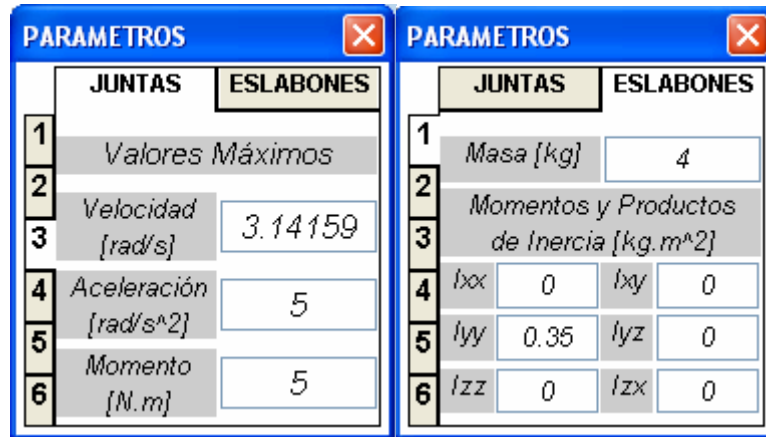 PARAMETROS
JUNTAS ESLABONES
1
2
3
4
5
6
Valores Máximos
Velocidad
[rad/s]
3.14159
Aceleración
[rad/s^2]
5
Momento
[N.m]
5
PARAMETROS
JUNTAS ESLABONES
1
2
3
4
5
6
Masa [kg] 4
Momentos y Productos
de Inercia [kg.m^2]
Ixx 0 Ixy 0
Iyy 0.35 Iyz 0
Izz 0 Izx 0